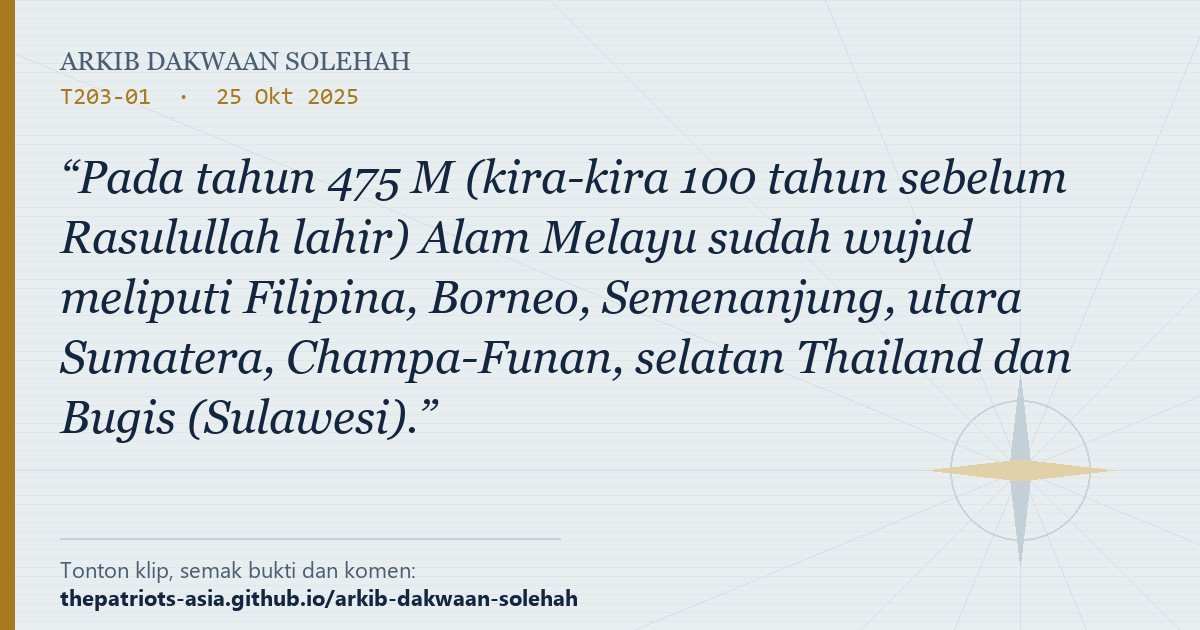 ARKIB DAKWAAN SOLEHAH
T203-01 · 25 Okt 2025
“Pada tahun 475 M (kira-kira 100 tahun sebelum
Rasulullah lahir) Alam Melayu sudah wujud
meliputi Filipina, Borneo, Semenanjung, utara
Sumatera, Champa-Funan, selatan Thailand dan
Bugis (Sulawesi).”
Tonton klip, semak bukti dan komen:
thepatriots-asia.github.io/arkib-dakwaan-solehah